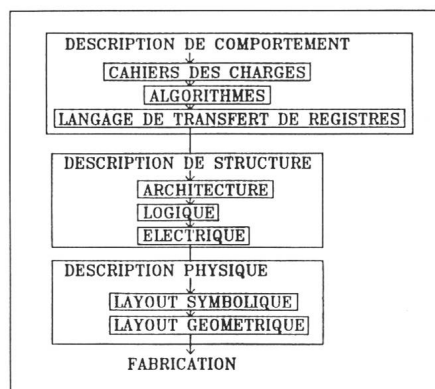 DESCRIPTION DE COMPORTEMENT
CAHIERS DES CHARGES
ALGORITHMES
LANGAGE DE TRANSFERT DE REGISTRES
DESCRIPTION DE STRUCTURE
ARCHITECTURE
LOGIQUE
ELECTRIQUE
DESCRIPTION PHYSIQUE
LAYOUT SYMBOLIQUE
LAYOUT GEOMETRIQUE
FABRICATION